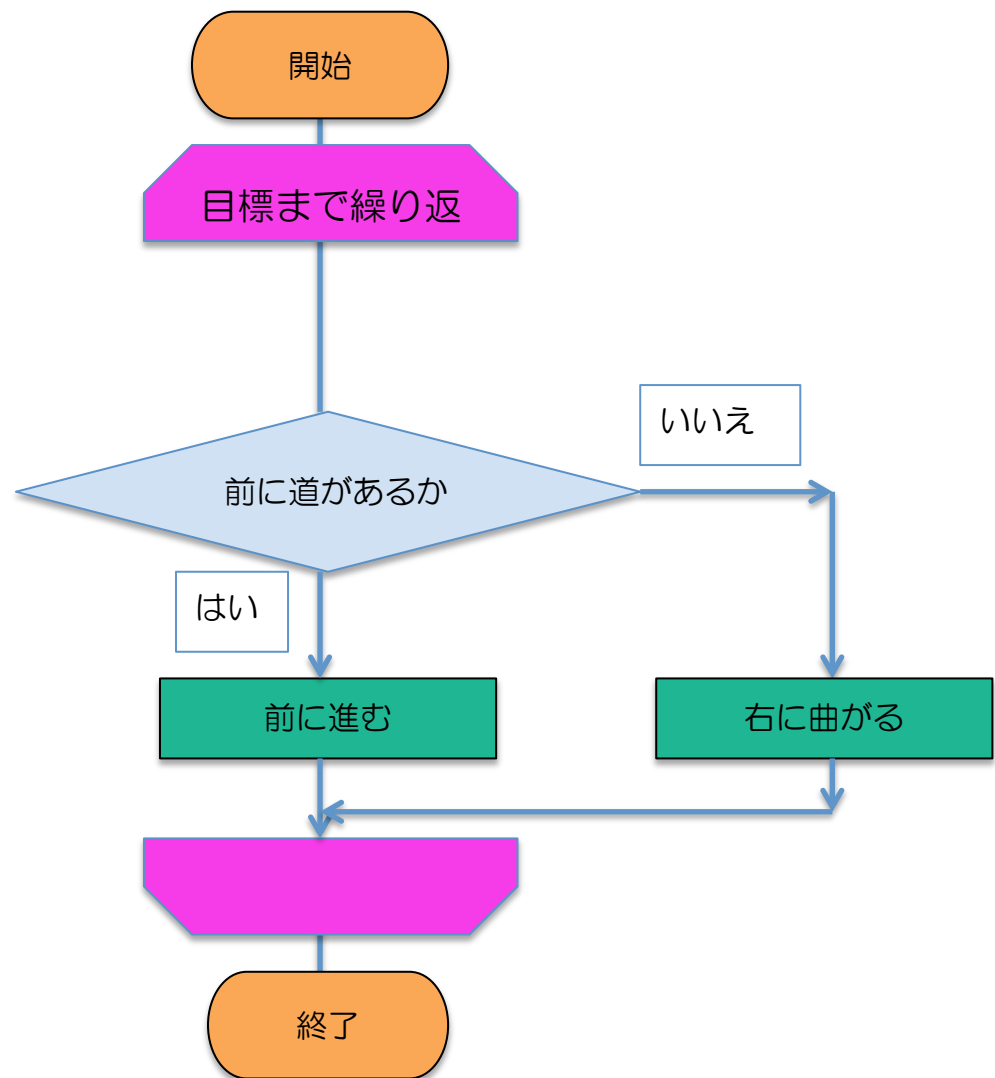 開始
目標まで繰り返
いいえ
前に道があるか
はい
前に進む
右に曲がる
終了